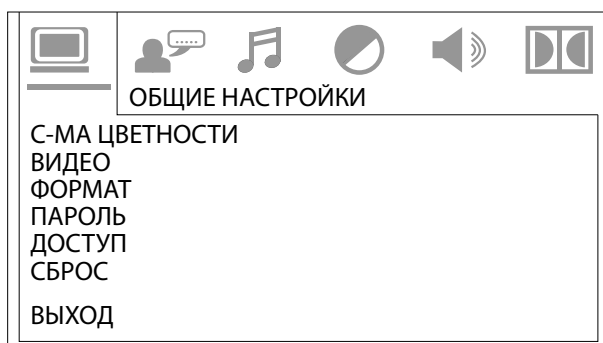 ОБЩИЕ НАСТРОЙКИ
С-МА ЦВЕТНОСТИ
ВИДЕО
ФОРМАТ
ПАРОЛЬ
ДОСТУП
СБРОС
ВЫХОД